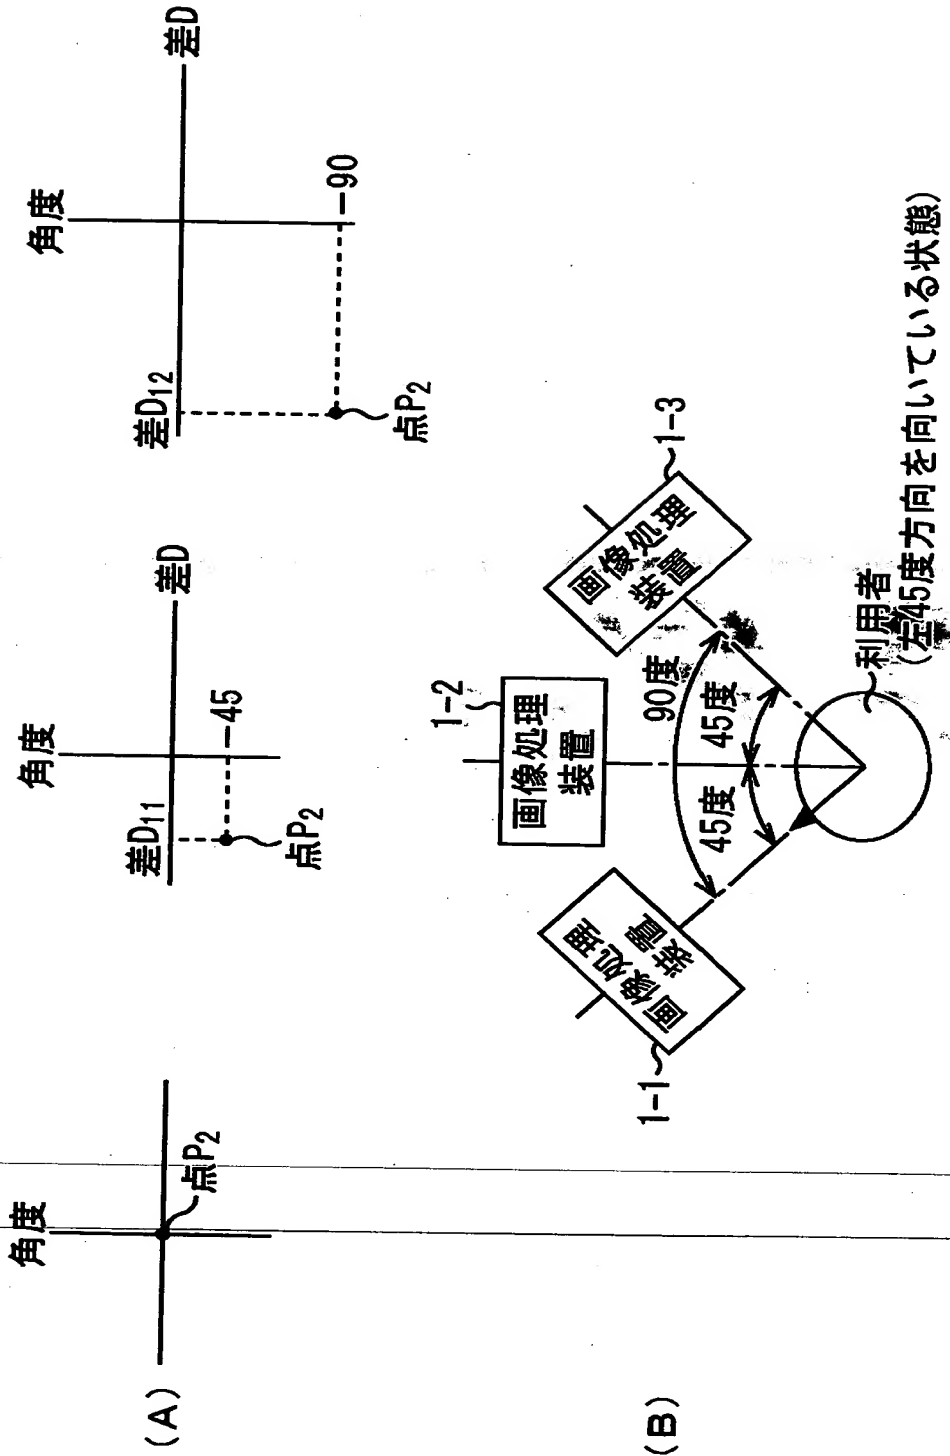 (A)
角度
点P2
角度
差D
差D11
-45
点P2
角度
差D
差D12
-90
点P2
(B)
1-1
画像処理
装置
1-2
画像処理
装置
1-3
画像処理
装置
90度
45度
45度
利用者
(左45度方向を向いている状態)